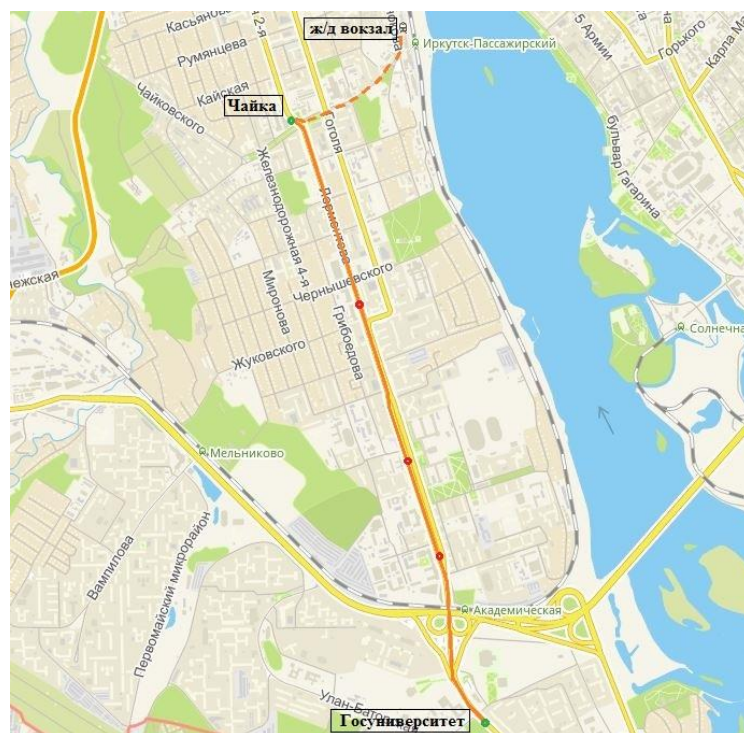 Касьянова
2-я
ж/д вокзал
Иркутск-Пассажирский
5 Армии
Горького
Карла М
Румянцева
Кайская
Чайковского
Чайка
Гоголя
бульвар Гагарина
Железнодорожная 4-я
Лермонтова
Чернышевского
нежская
Миронова
Грибоедова
Жуковского
Солнечна
Мельниково
Вампилова
Первомайский микрорайон
Академическая
Улан-Баторская
Госуниверситет